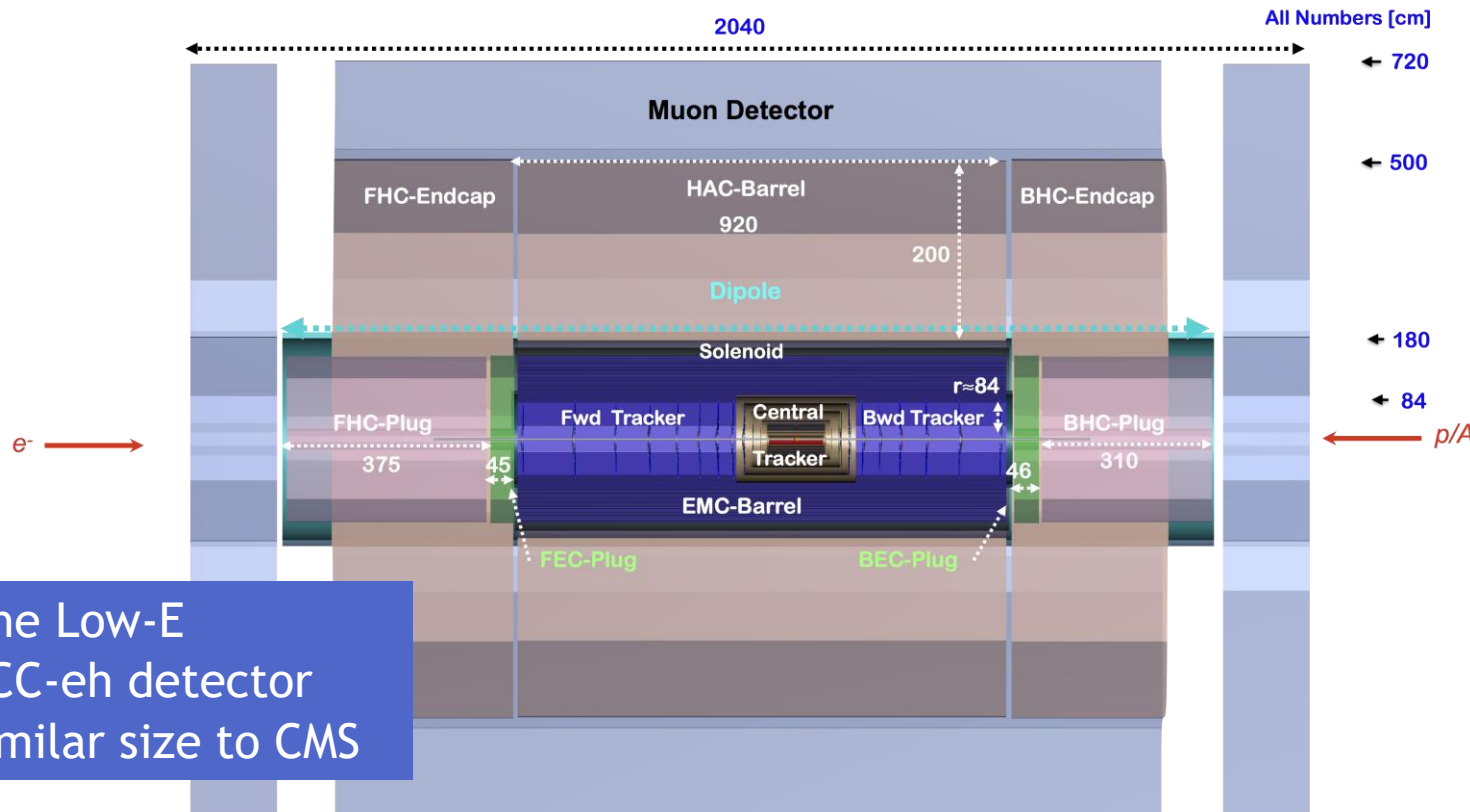 All Numbers [cm]
2040
720
Muon Detector
500
FHC-Endcap
HAC-Barrel
BHC-Endcap
920
200
Dipole
180
Solenoid
r≈84
84
Fwd Tracker
Central
Tracker
Bwd Tracker
FHC-Plug
BHC-Plug
e-
p/A
375
45
46
310
EMC-Barrel
FEC-Plug
BEC-Plug
Low-E
CC-eh detector
size to CMS